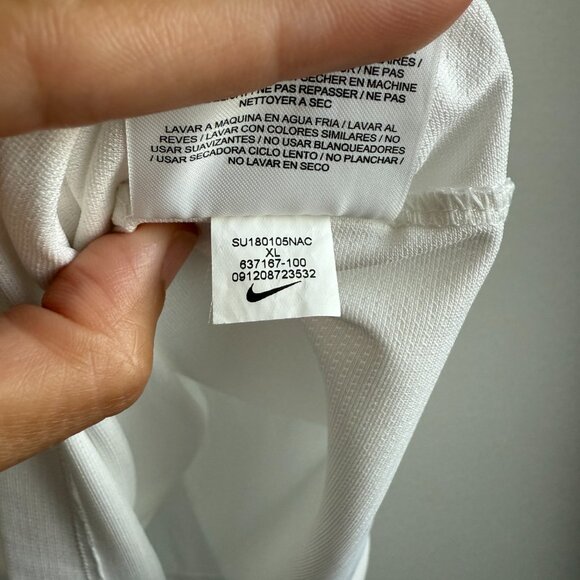 AIRES /
UR / NE PAS
SECHER EN MACHINE
/ NE PAS REPASSER / NE PAS
NETTOYER A SEC
LAVAR A MAQUINA EN AGUA FRIA / LAVAR AL
REVES / LAVAR CON COLORES SIMILARES / NO
USAR SUAVIZANTES / NO USAR BLANQUEADORES
/ USAR SECADORA CICLO LENTO / NO PLANCHAR /
NO LAVAR EN SECO
SU180105NAC
XL
637167-100
091208723532